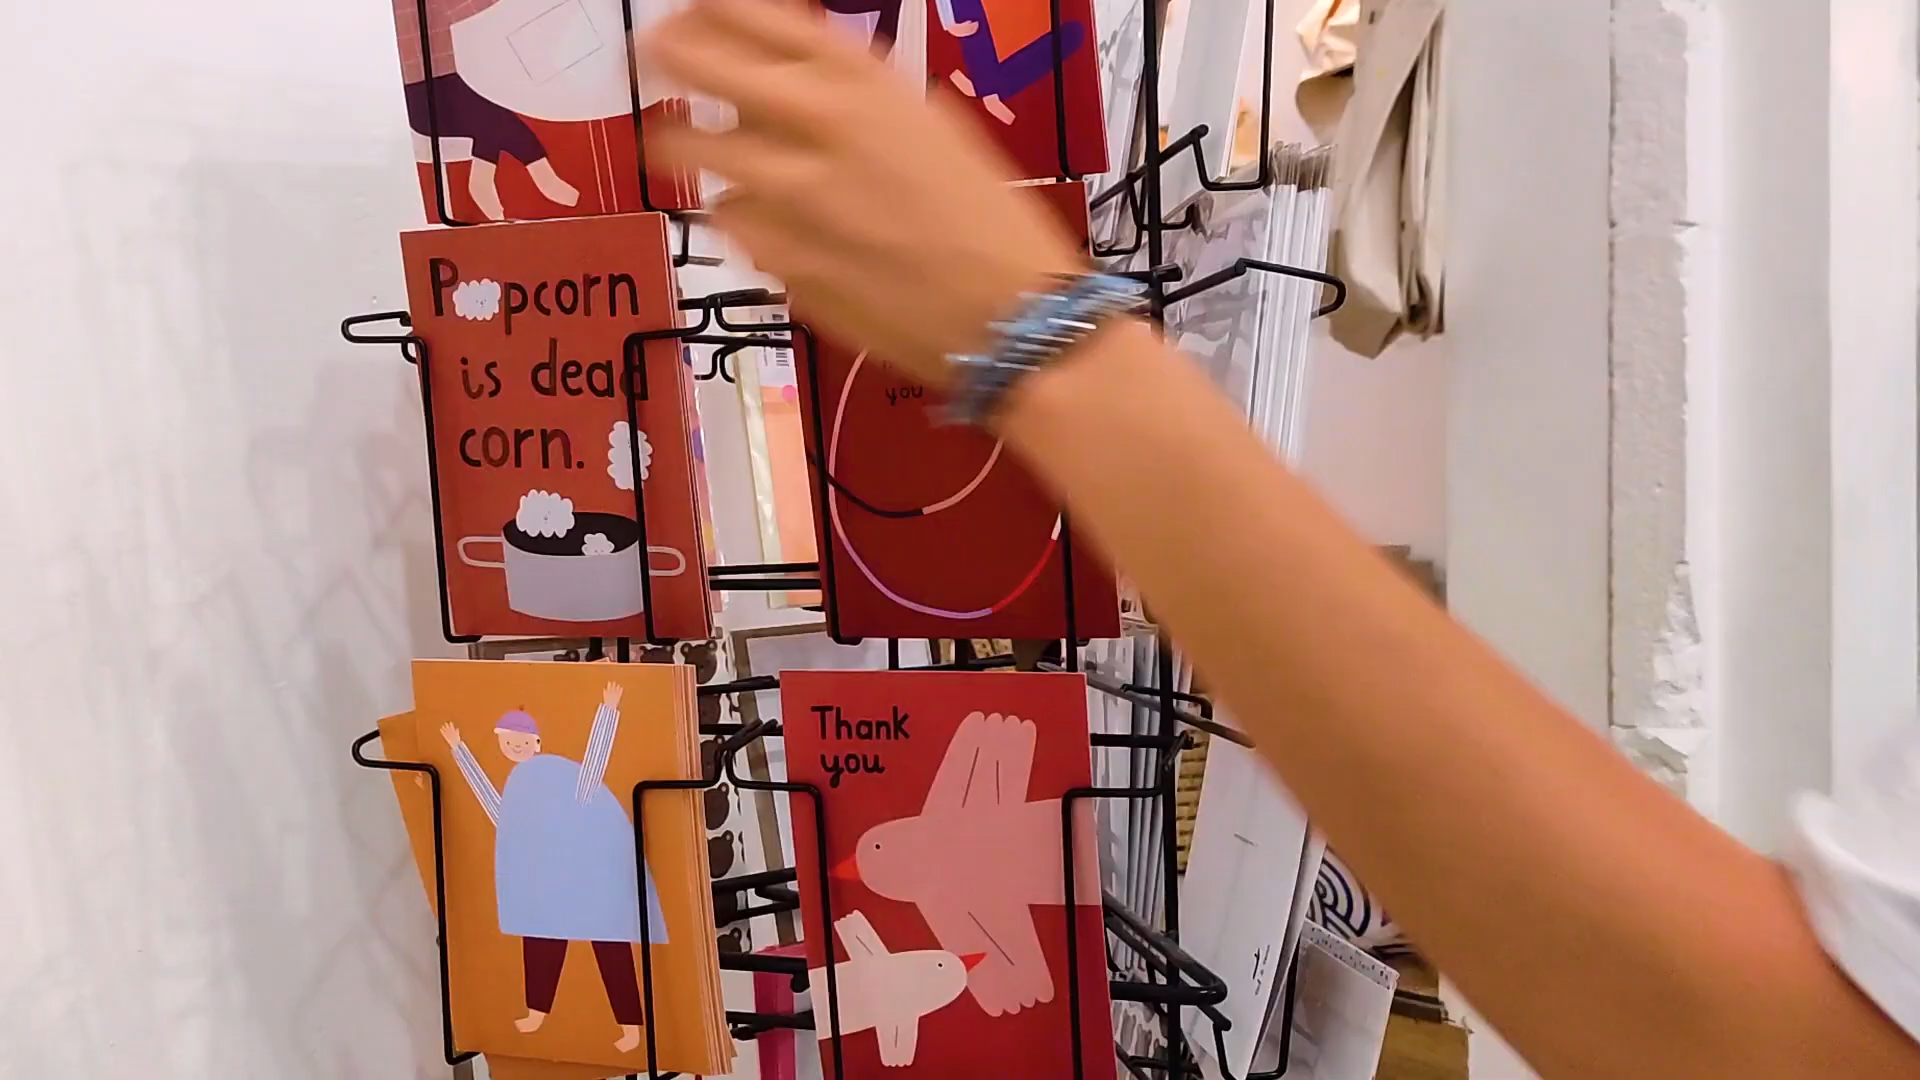 Popcorn
is dead
corn.
you
Thank
you